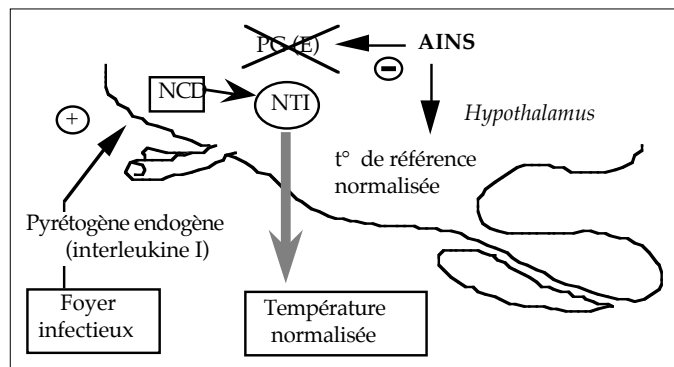 PG (E)
AINS
NCD
NTI
+
−
Hypothalamus
t° de référence
normalisée
Pyrétogène endogène
(interleukine I)
Foyer
infectieux
Température
normalisée